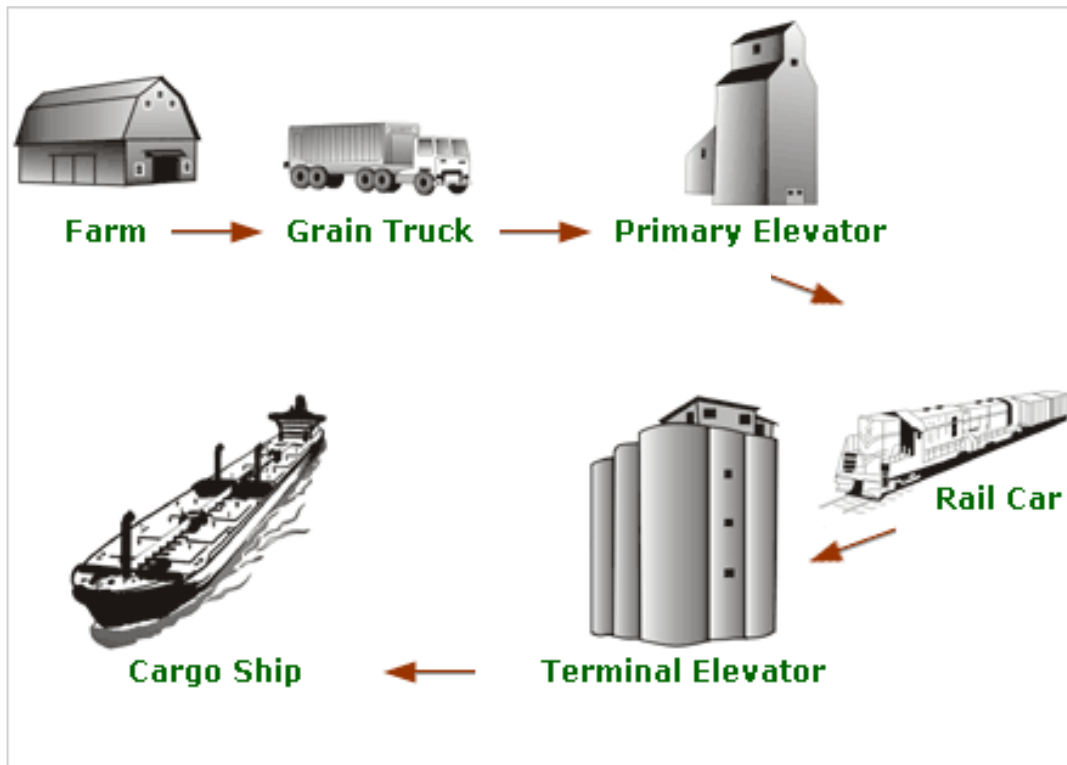 Farm
Grain Truck
Primary Elevator
Rail Car
Terminal Elevator
Cargo Ship